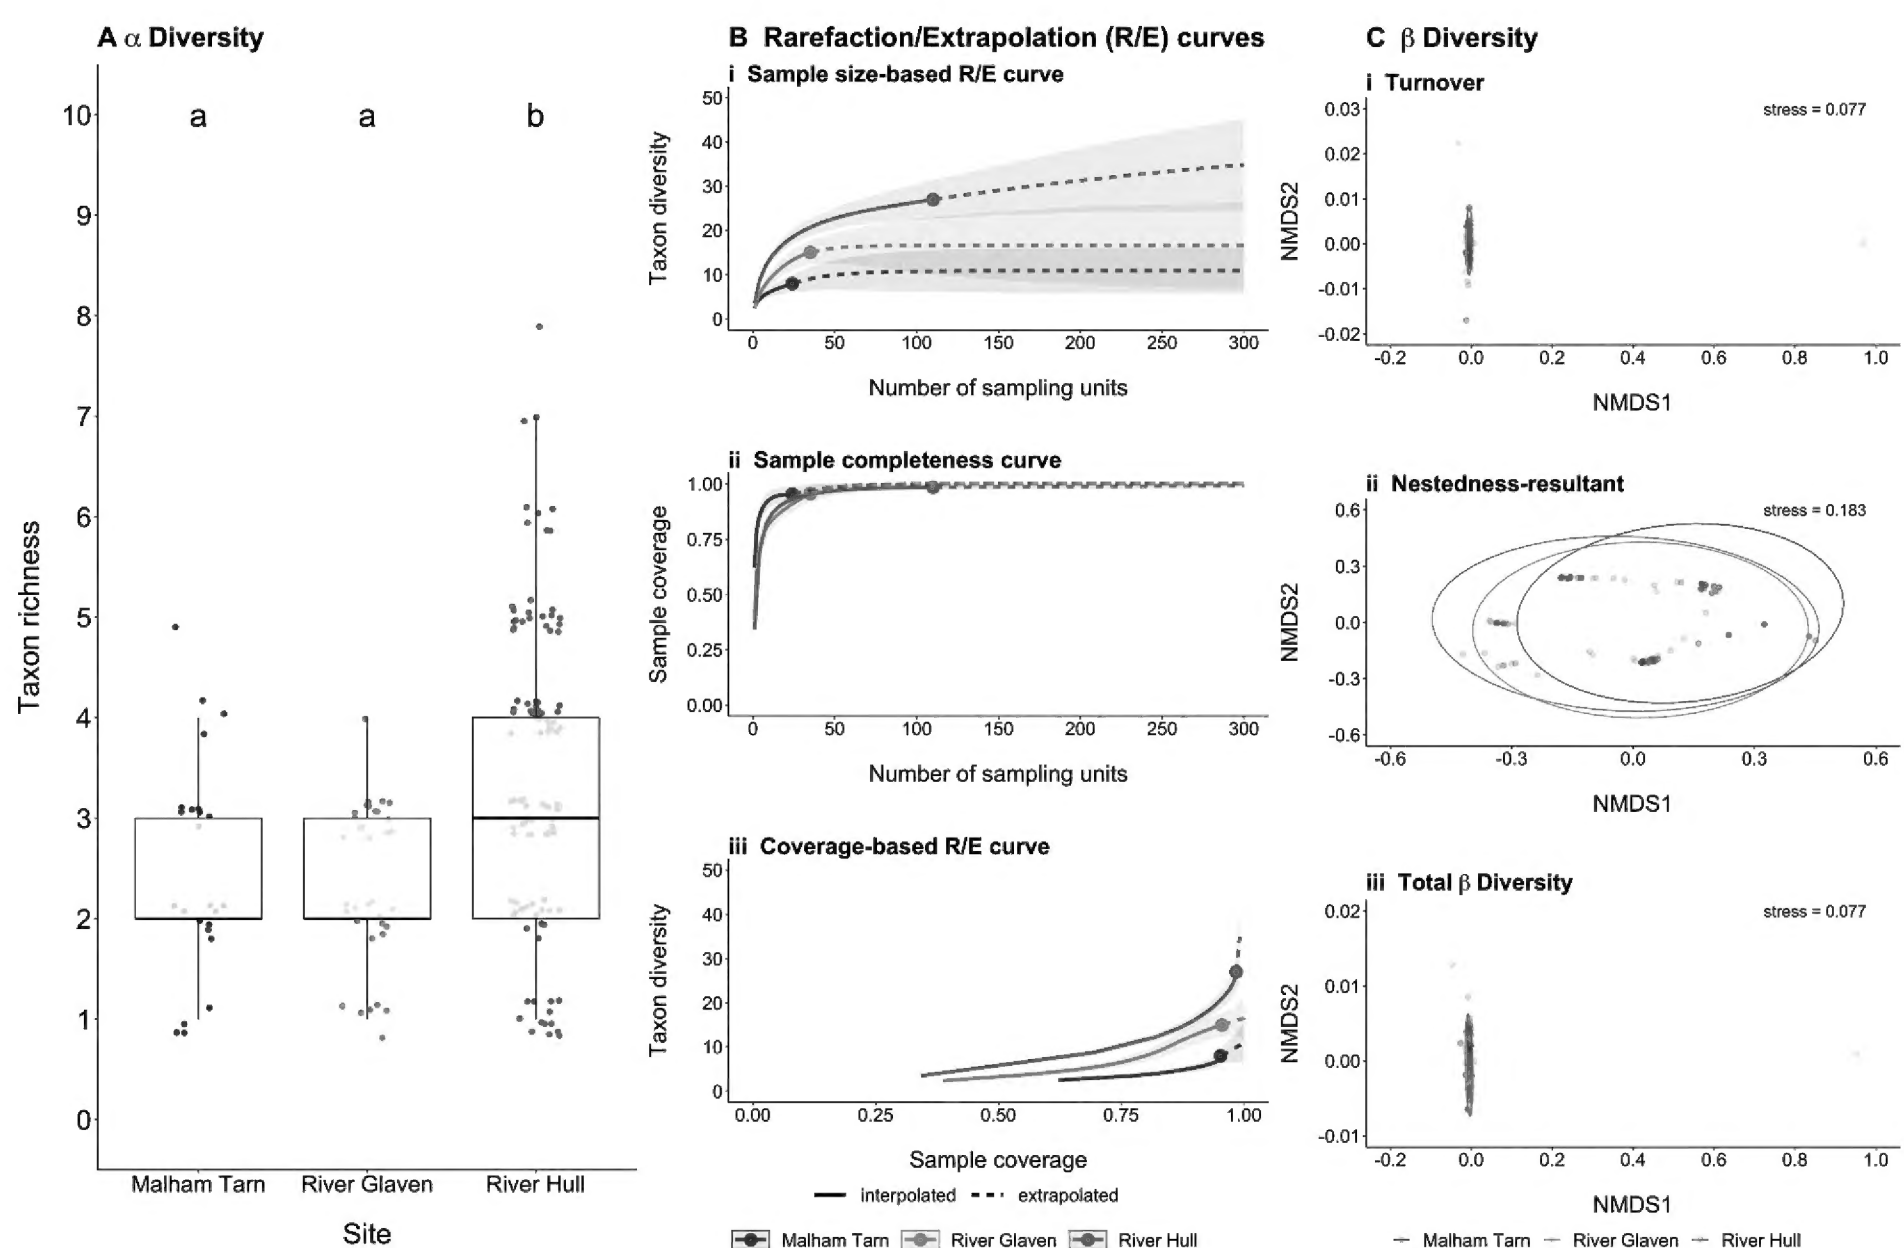 A α Diversity
10
9
8
7
6
5
4
3
2
1
0
a a b
Taxon richness
Malham Tarn River Glaven River Hull
Site
B Rarefaction/Extrapolation (R/E) curves
i Sample size-based R/E curve
50
40
30
20
10
0
Taxon diversity
0 50 100 150 200 250 300
Number of sampling units
ii Sample completeness curve
1.00
0.75
0.50
0.25
0.00
Sample coverage
0 50 100 150 200 250 300
Number of sampling units
iii Coverage-based R/E curve
50
40
30
20
10
0
Taxon diversity
0.00 0.25 0.50 0.75 1.00
Sample coverage
interpolated extrapolated
Malham Tarn River Glaven River Hull
C β Diversity
i Turnover
stress = 0.077
0.03
0.02
0.01
0.00
-0.01
-0.02
NMDS2
-0.2 0.0 0.2 0.4 0.6 0.8 1.0
NMDS1
ii Nestedness-resultant
stress = 0.183
0.6
0.3
0.0
-0.3
-0.6
NMDS2
-0.6 -0.3 0.0 0.3 0.6
NMDS1
iii Total β Diversity
stress = 0.077
0.02
0.01
0.00
-0.01
NMDS2
-0.2 0.0 0.2 0.4 0.6 0.8 1.0
NMDS1
Malham Tarn River Glaven River Hull